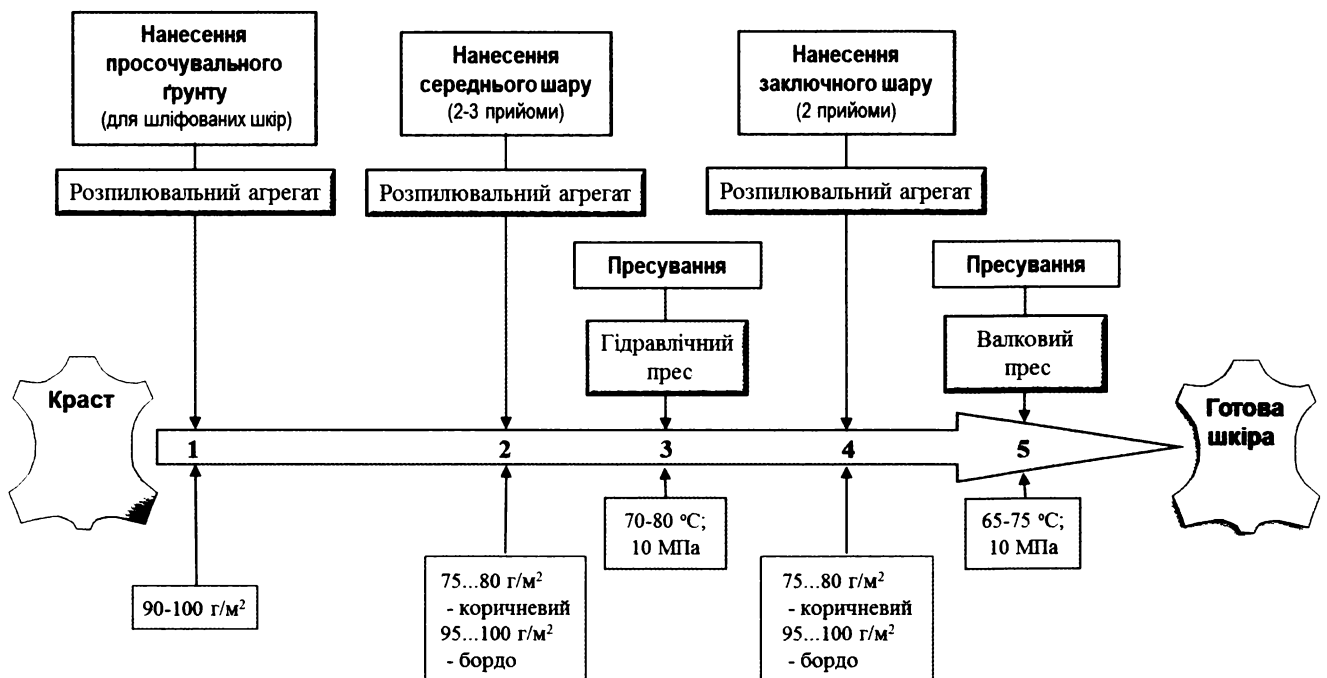 Нанесення
просочувального
ґрунту
(для шліфованих шкір)
Розпилювальний агрегат
Нанесення
середнього шару
(2-3 прийоми)
Розпилювальний агрегат
Нанесення
заключного шару
(2 прийоми)
Розпилювальний агрегат
Пресування
Гідравлічний
прес
Пресування
Валковий
прес
Краст
1
2
3
4
5
Готова
шкіра
90-100 г/м²
75...80 г/м²
- коричневий
95...100 г/м²
- бордо
70-80 °С;
10 МПа
75...80 г/м²
- коричневий
95...100 г/м²
- бордо
65-75 °С;
10 МПа